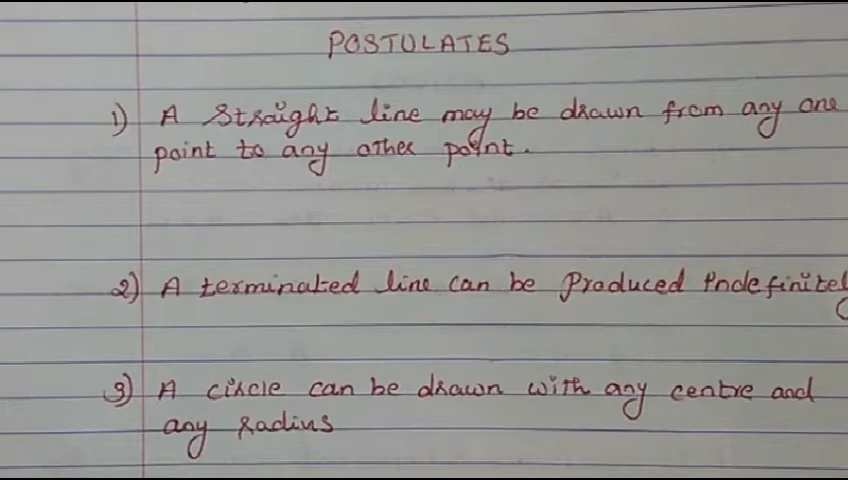 POSTULATES
1) A straight line may be drawn from any one
point to any other point.
2) A terminated line can be produced indefinitely
3) A circle can be drawn with any centre and
any radius